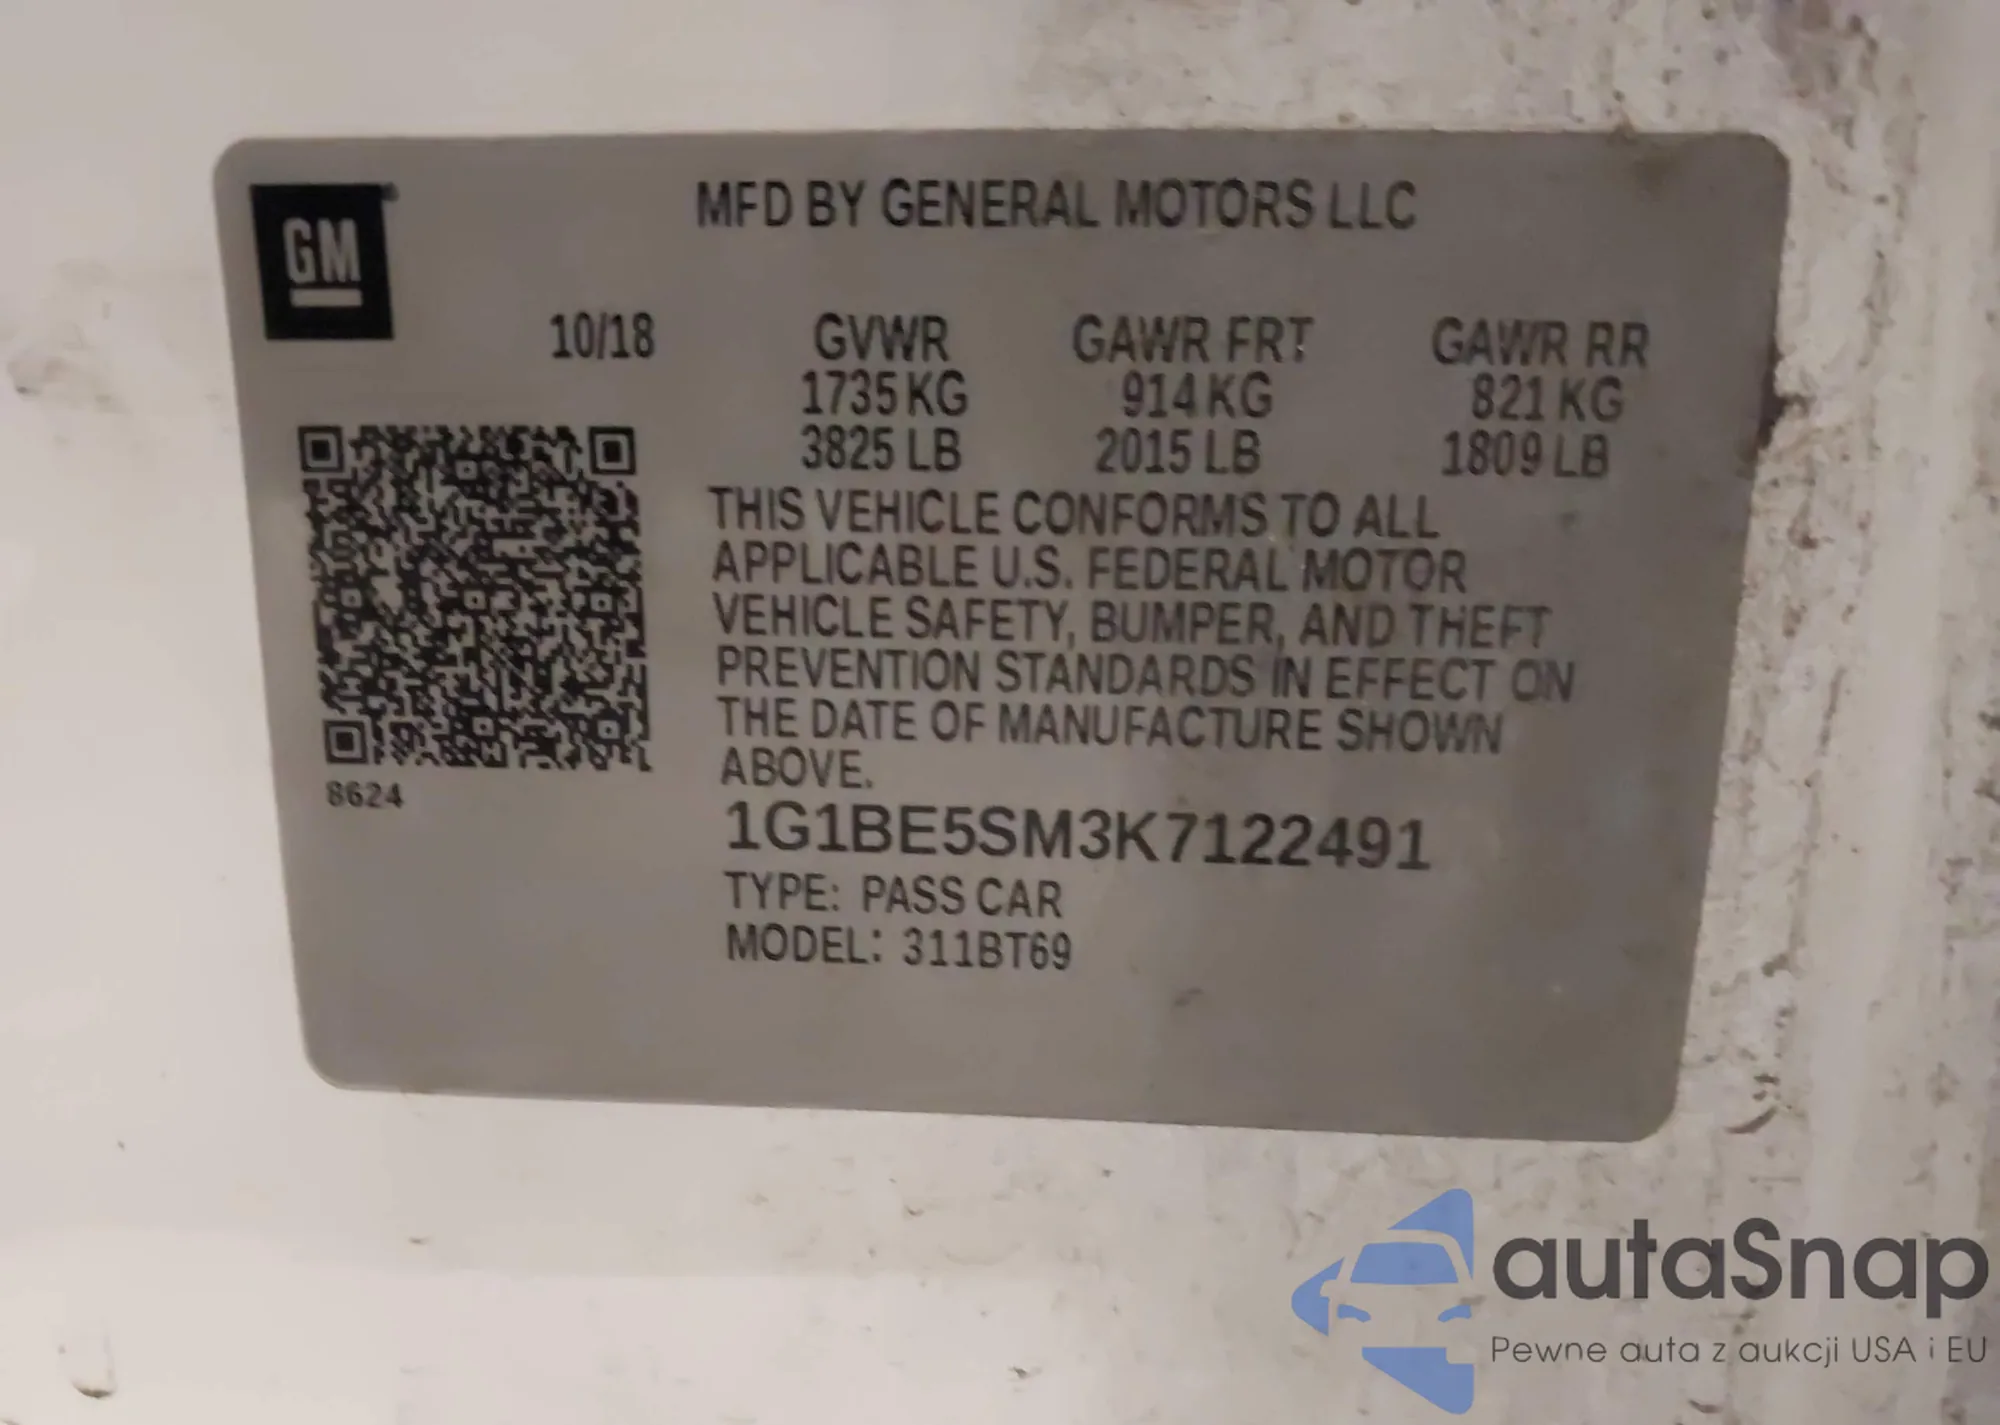 GM
MFD BY GENERAL MOTORS LLC
10/18 GVWR GAWR FRT GAWR RR
1735 KG 914 KG 821 KG
3825 LB 2015 LB 1809 LB
THIS VEHICLE CONFORMS TO ALL
APPLICABLE U.S. FEDERAL MOTOR
VEHICLE SAFETY, BUMPER, AND THEFT
PREVENTION STANDARDS IN EFFECT ON
THE DATE OF MANUFACTURE SHOWN
ABOVE.
8624
1G1BE5SM3K7122491
TYPE: PASS CAR
MODEL: 311BT69
autaSnap
Pewne auta z aukcji USA i EU